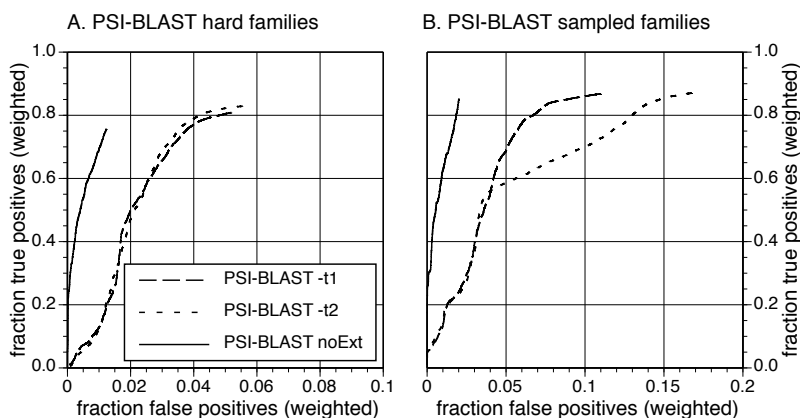 A. PSI-BLAST hard families
B. PSI-BLAST sampled families
fraction true positives (weighted)
1.0
0.8
0.6
0.4
0.2
0.0
PSI-BLAST -t1
PSI-BLAST -t2
PSI-BLAST noExt
0
0.02
0.04
0.06
0.08
0.1
fraction false positives (weighted)
0
0.05
0.10
0.15
0.2
fraction false positives (weighted)
1.0
0.8
0.6
0.4
0.2
0.0
fraction true positives (weighted)